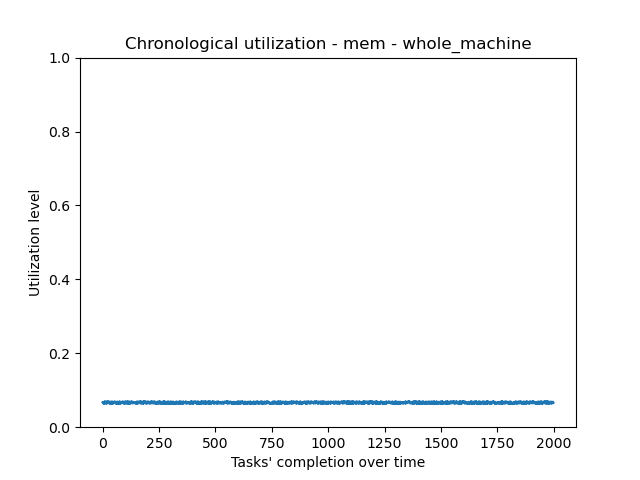 Chronological utilization - mem - whole_machine
1.0
0.8
0.6
0.4
0.2
0.0
Utilization level
0 250 500 750 1000 1250 1500 1750 2000
Tasks' completion over time